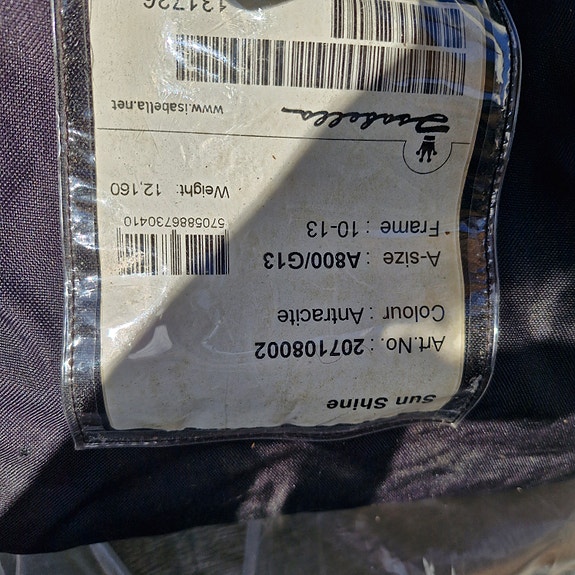 Sun Shine
Art.No. : 207108002
Colour : Antracite
A-size : A800/G13
Frame : 10-13
5705886730410
Weight: 12,160
Isabella
www.isabella.net
131726